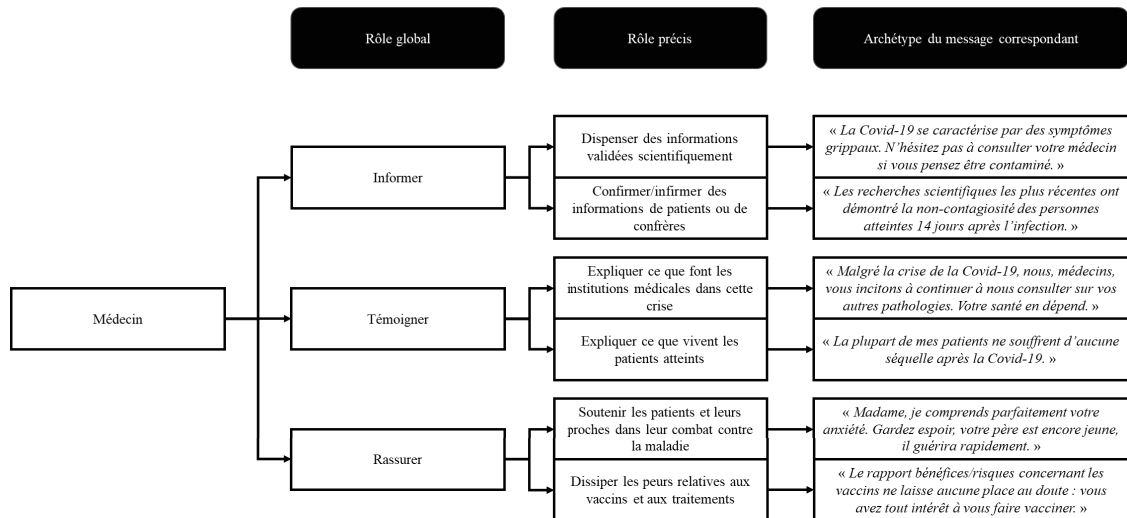 Rôle global
Rôle précis
Archétype du message correspondant
Médecin
Informer
Dispenser des informations
validées scientifiquement
« La Covid-19 se caractérise par des symptômes
grippaux. N’hésitez pas à consulter votre médecin
si vous pensez être contaminé. »
Confirmer/infirmer des
informations de patients ou de
confrères
« Les recherches scientifiques les plus récentes ont
démontré la non-contagiosité des personnes
atteintes 14 jours après l’infection. »
Témoigner
Expliquer ce que font les
institutions médicales dans cette
crise
« Malgré la crise de la Covid-19, nous, médecins,
vous incitons à continuer à nous consulter sur vos
autres pathologies. Votre santé en dépend. »
Expliquer ce que vivent les
patients atteints
« La plupart de mes patients ne souffrent d’aucune
séquelle après la Covid-19. »
Rassurer
Soutenir les patients et leurs
proches dans leur combat contre
la maladie
« Madame, je comprends parfaitement votre
anxiété. Gardez espoir, votre père est encore jeune,
il guérira rapidement. »
Dissiper les peurs relatives aux
vaccins et aux traitements
« Le rapport bénéfices/risques concernant les
vaccins ne laisse aucune place au doute : vous
avez tout intérêt à vous faire vacciner. »